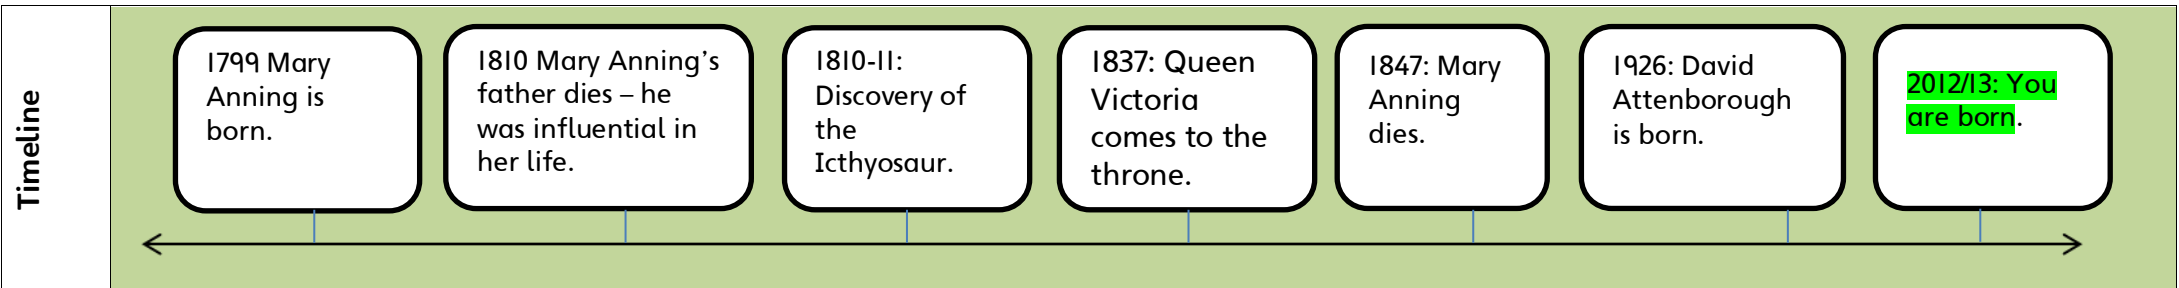 Timeline
1799 Mary
Anning is
born.
1810 Mary Anning’s
father dies – he
was influential in
her life.
1810-11:
Discovery of
the
Icthyosaur.
1837: Queen
Victoria
comes to the
throne.
1847: Mary
Anning
dies.
1926: David
Attenborough
is born.
2012/13: You
are born.